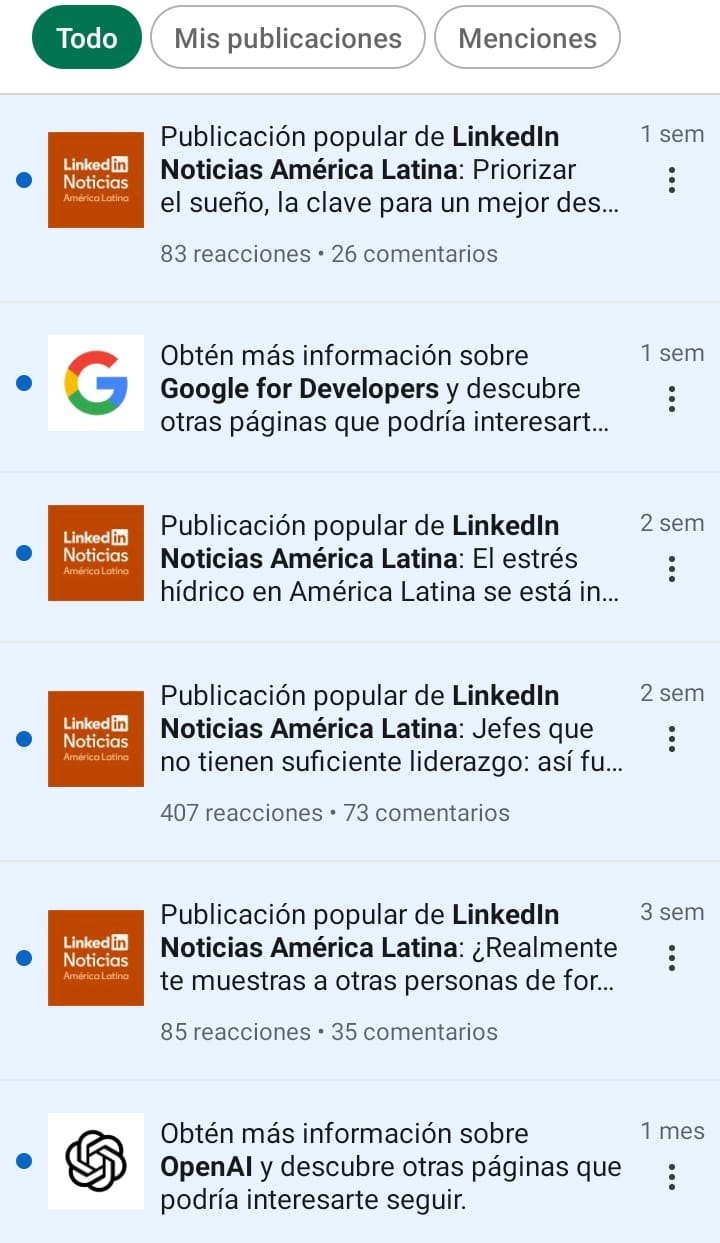 Todo
Mis publicaciones
Menciones
Linked in
Noticias
América Latina
Publicación popular de LinkedIn
Noticias América Latina: Priorizar
el sueño, la clave para un mejor des...
83 reacciones • 26 comentarios
1 sem
Obtén más información sobre
Google for Developers y descubre
otras páginas que podría interesart...
1 sem
Linked in
Noticias
América Latina
Publicación popular de LinkedIn
Noticias América Latina: El estrés
hídrico en América Latina se está in...
2 sem
Linked in
Noticias
América Latina
Publicación popular de LinkedIn
Noticias América Latina: Jefes que
no tienen suficiente liderazgo: así fu...
407 reacciones • 73 comentarios
2 sem
Linked in
Noticias
América Latina
Publicación popular de LinkedIn
Noticias América Latina: ¿Realmente
te muestras a otras personas de for...
85 reacciones • 35 comentarios
3 sem
Obtén más información sobre
OpenAI y descubre otras páginas que
podría interesarte seguir.
1 mes